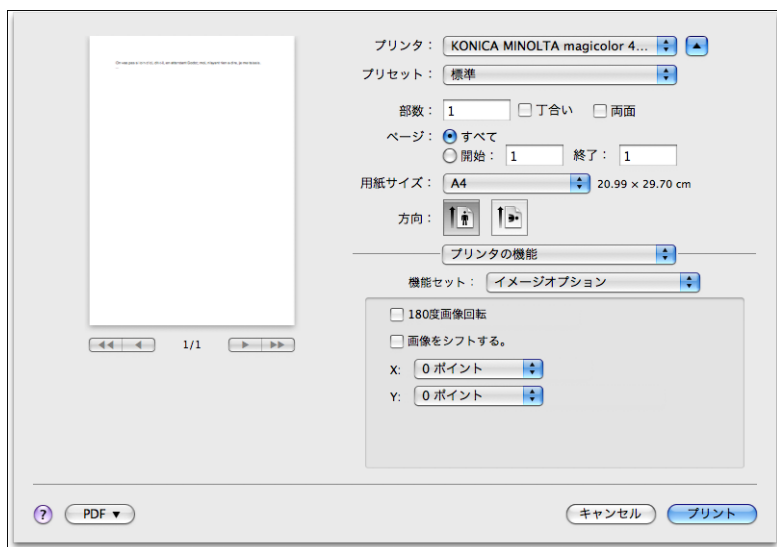 プリンタ： KONICA MINOLTA magicolor 4...
プリセット： 標準
部数： 1 丁合い 両面
ページ： すべて
開始： 1 終了： 1
用紙サイズ： A4 20.99 × 29.70 cm
方向：
プリンタの機能
機能セット： イメージオプション
180度画像回転
画像をシフトする。
X: 0 ポイント
Y: 0 ポイント
1/1
? PDF ▼ キャンセル プリント